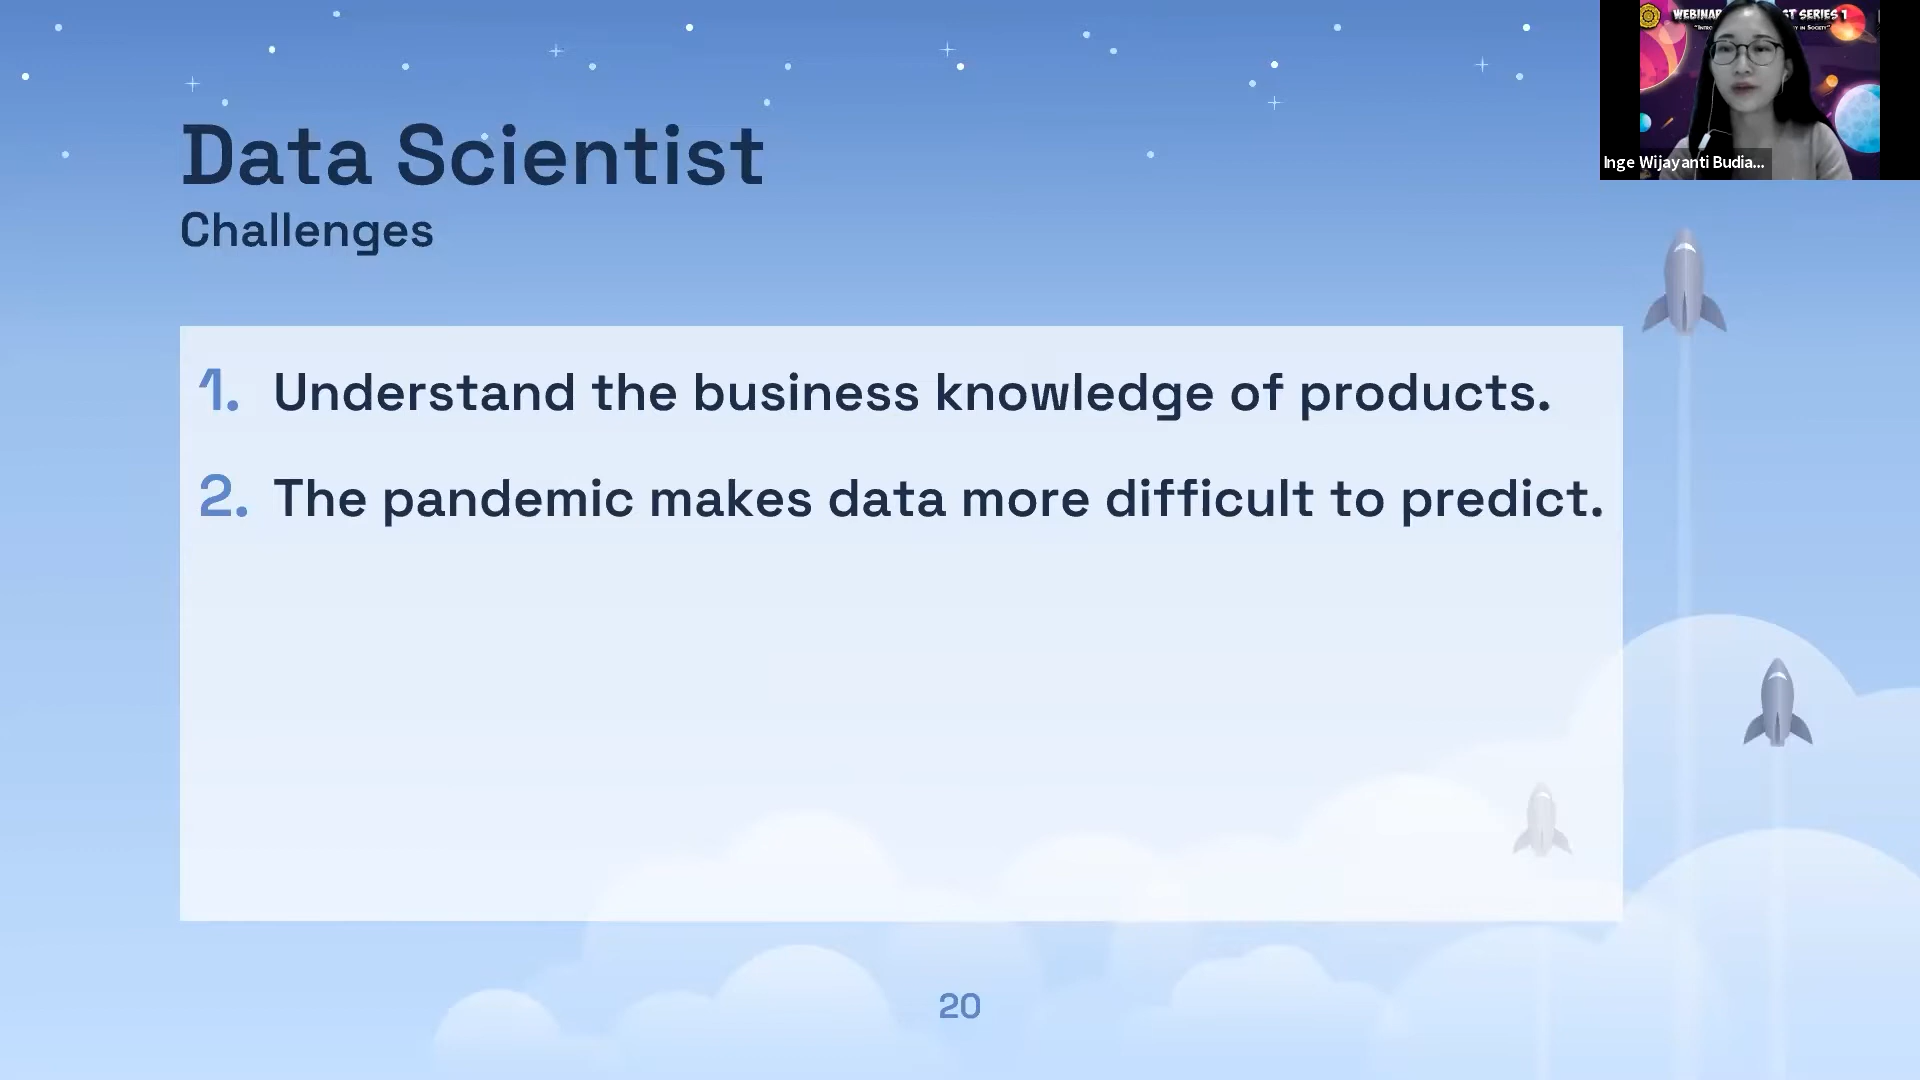 Data Scientist
Challenges
1. Understand the business knowledge of products.
2. The pandemic makes data more difficult to predict.
20
WEBINAR ST SERIES 1
Inge Wijayanti Budia...